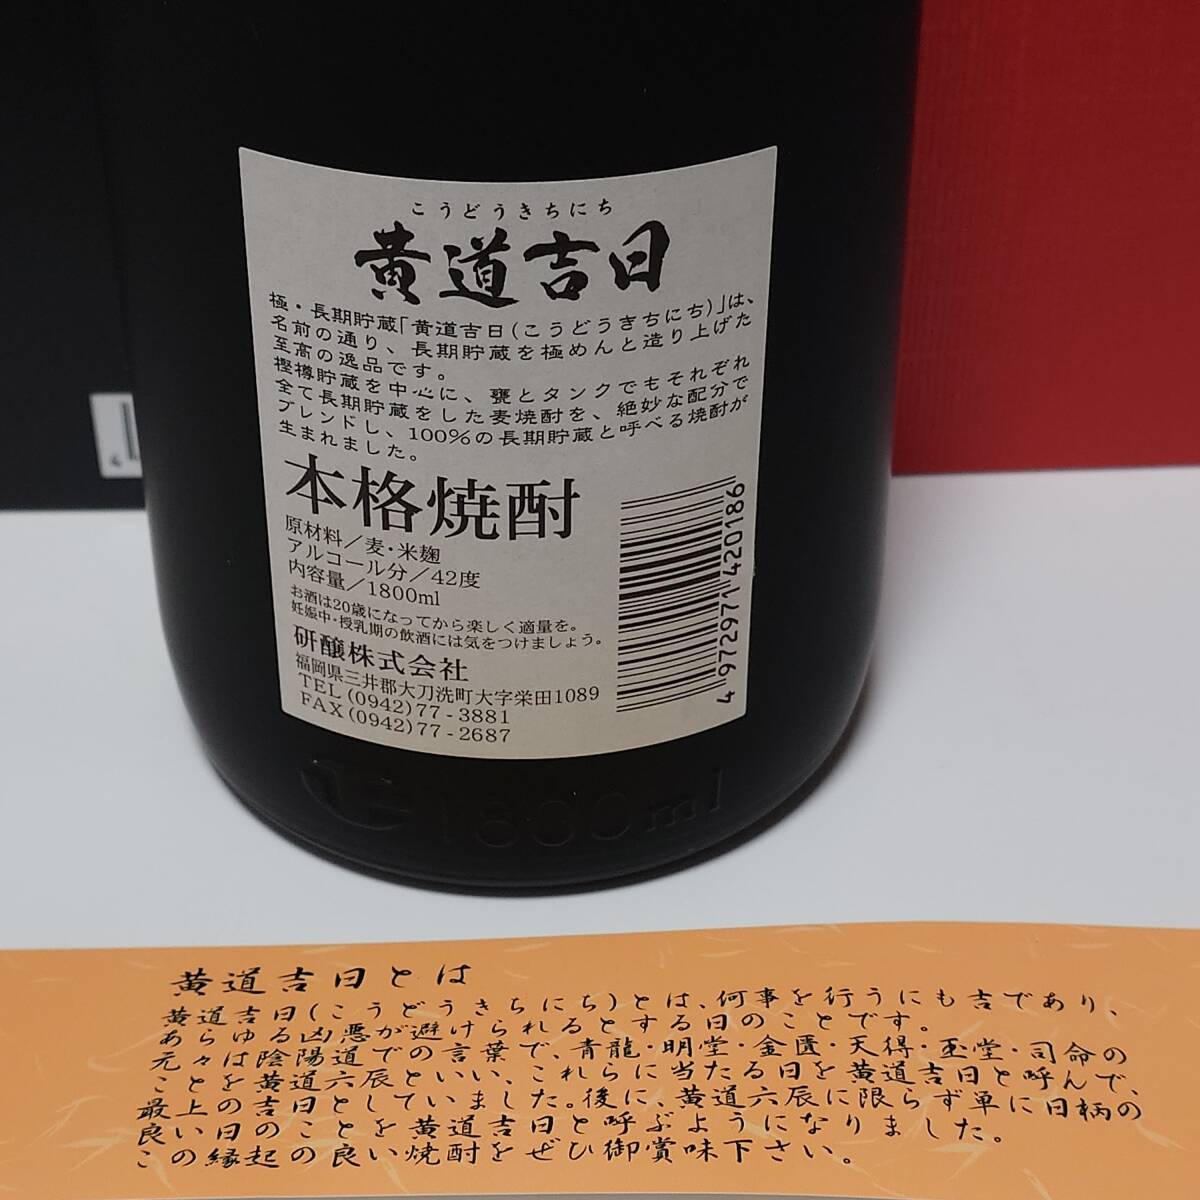 こうどうきちにち
黄道吉日
極・長期貯蔵「黄道吉日(こうどうきちにち)」は、
名前の通り、長期貯蔵を極めんと造り上げた
至高の逸品です。
樫樽貯蔵を中心に、甕とタンクでもそれぞれ
全て長期貯蔵をした麦焼酎を、絶妙な配分で
ブレンドし、100%の長期貯蔵と呼べる焼酎が
生まれました。
本格焼酎
原材料/麦・米麹
アルコール分/42度
内容量/1800ml
お酒は20歳になってから楽しく適量を。
妊娠中・授乳期の飲酒には気をつけましょう。
研醸株式会社
福岡県三井郡大刀洗町大字栄田1089
TEL(0942)77-3881
FAX(0942)77-2687
4 972971 420186
1800ml
黄道吉日とは
黄道吉日(こうどうきちにち)とは、何事を行うにも吉であり、
あらゆる凶悪が避けられるとする日のことです。
元々は陰陽道での言葉で、青龍・明堂・金匱・天得・玉堂・司命の
ことを黄道六辰といい、これらに当たる日を黄道吉日と呼んで、
最上の吉日としていました。後に、黄道六辰に限らず単に日柄の
良い日のことを黄道吉日と呼ぶようになりました。
この縁起の良い焼酎をぜひ御賞味下さい。